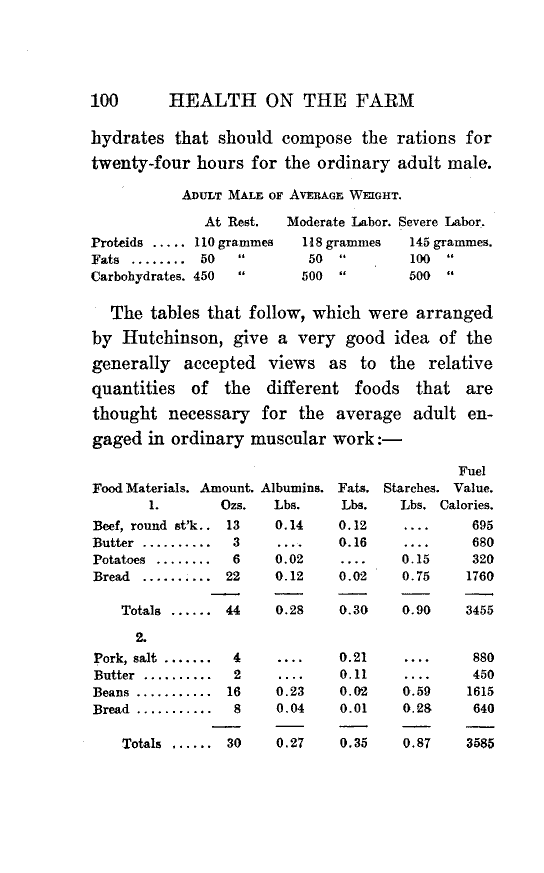 100 HEALTH ON THE FARM
hydrates that should compose the rations for
twenty-four hours for the ordinary adult male.
ADULT MALE OF AVERAGE WEIGHT.
At Rest. Moderate Labor. Severe Labor.
Proteids ..... 110 grammes 118 grammes 145 grammes.
Fats ........ 50 " 50 " 100 "
Carbohydrates. 450 " 500 " 500 "
The tables that follow, which were arranged
by Hutchinson, give a very good idea of the
generally accepted views as to the relative
quantities of the different foods that are
thought necessary for the average adult en-
gaged in ordinary muscular work:—
Fuel
Food Materials. Amount. Albumins. Fats. Starches. Value.
1. Ozs. Lbs. Lbs. Lbs. Calories.
Beef, round st'k.. 13 0.14 0.12 .... 695
Butter .......... 3 .... 0.16 .... 680
Potatoes ........ 6 0.02 .... 0.15 320
Bread .......... 22 0.12 0.02 0.75 1760
Totals ...... 44 0.28 0.30 0.90 3455
2.
Pork, salt ....... 4 .... 0.21 .... 880
Butter .......... 2 .... 0.11 .... 450
Beans ........... 16 0.23 0.02 0.59 1615
Bread ........... 8 0.04 0.01 0.28 640
Totals ...... 30 0.27 0.35 0.87 3585